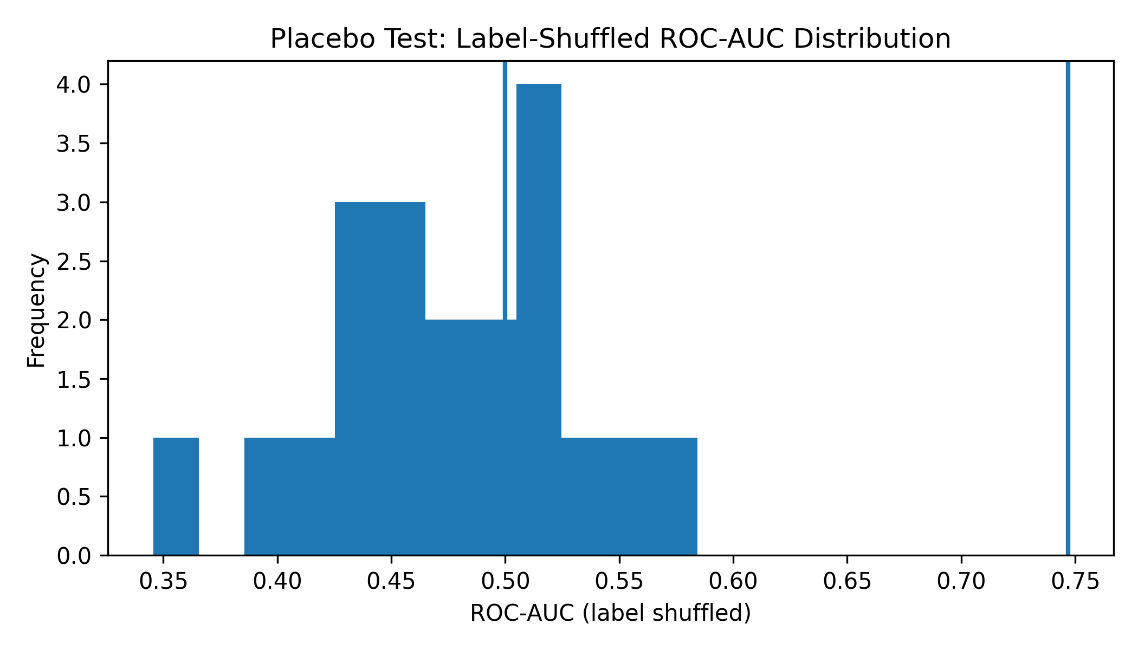 Placebo Test: Label-Shuffled ROC-AUC Distribution
4.0
3.5
3.0
2.5
2.0
1.5
1.0
0.5
0.0
Frequency
0.35 0.40 0.45 0.50 0.55 0.60 0.65 0.70 0.75
ROC-AUC (label shuffled)